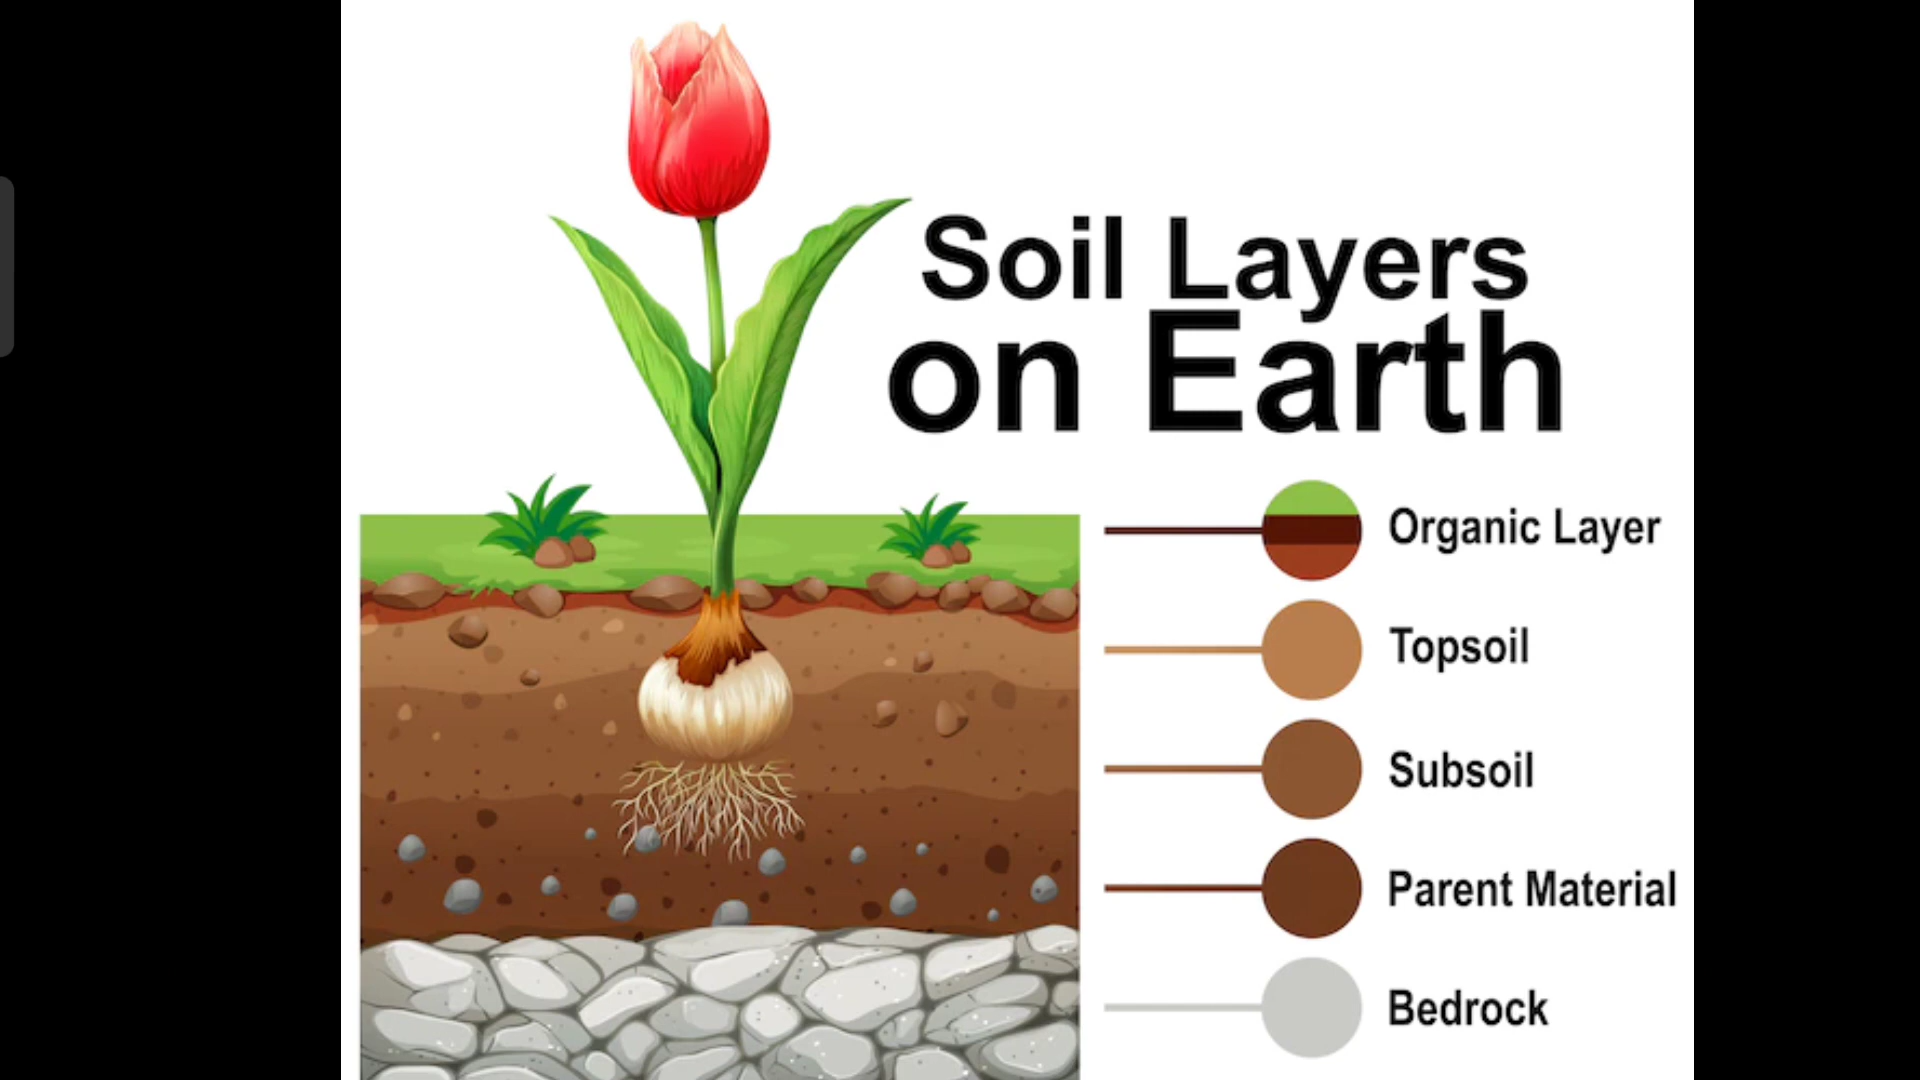 Soil Layers
on Earth
Organic Layer
Topsoil
Subsoil
Parent Material
Bedrock